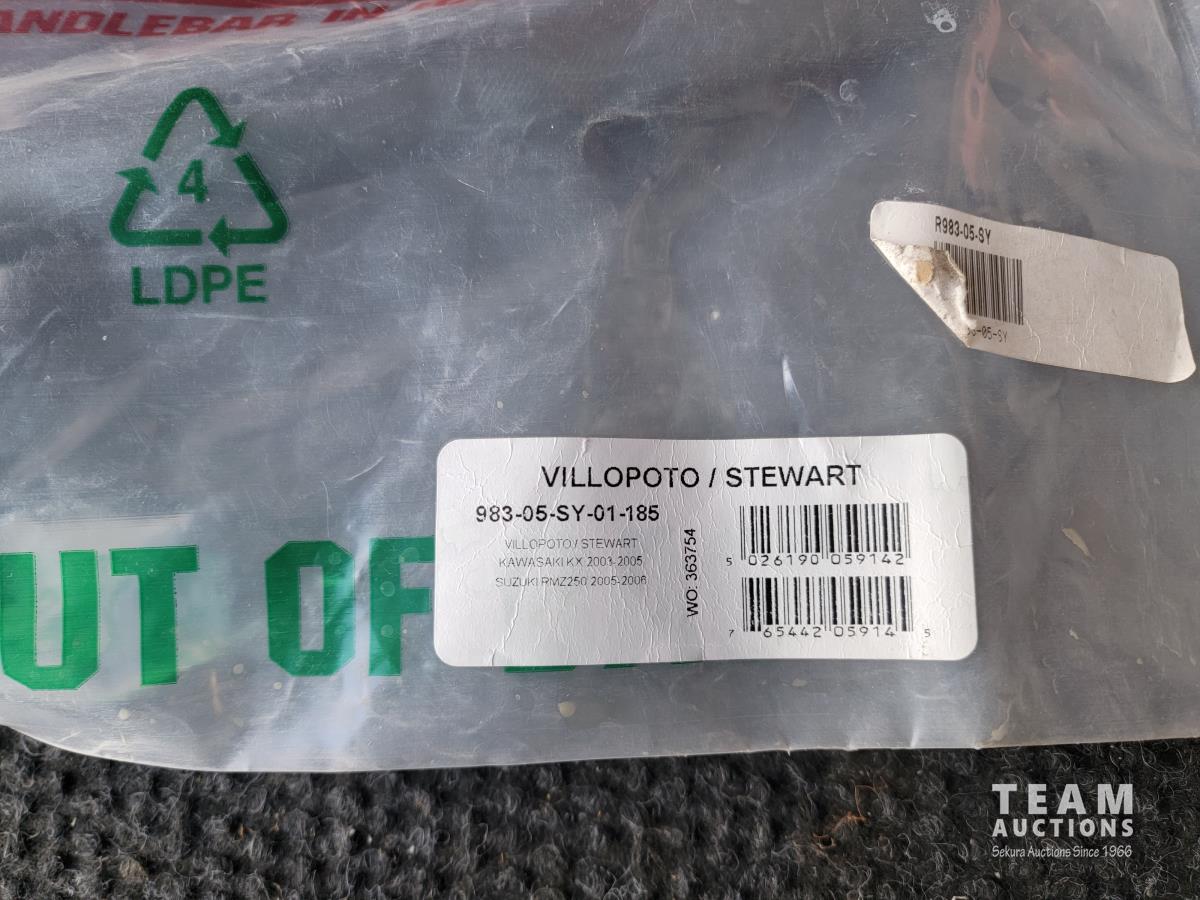 HANDLEBAR IN
4
LDPE
R983-05-SY
-05-SY
UT OF
VILLOPOTO / STEWART
983-05-SY-01-185
VILLOPOTO / STEWART
KAWASAKI KX 2003-2005
SUZUKI RMZ250 2005-2006
WO: 363754
5 026190 059142
7 65442 05914 5
TEAM
AUCTIONS
Sekura Auctions Since 1966